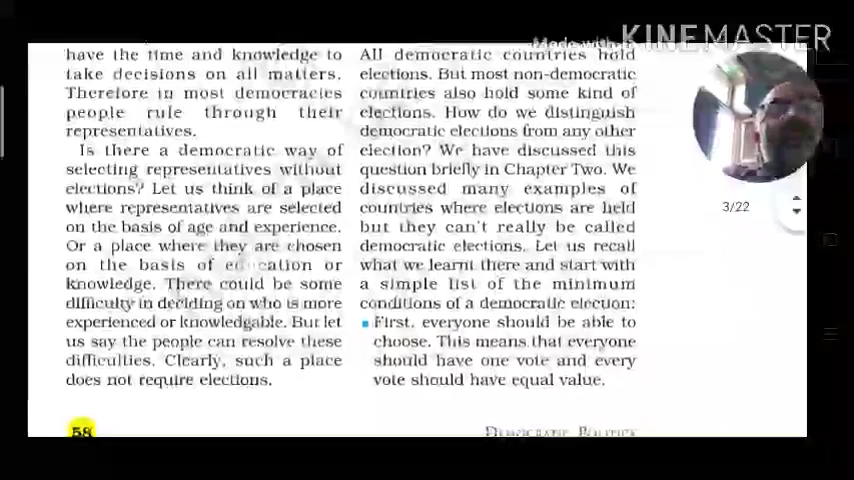 Made with
KINEMASTER
have the time and knowledge to
take decisions on all matters.
Therefore in most democracies
people rule through their
representatives.
Is there a democratic way of
selecting representatives without
elections? Let us think of a place
where representatives are selected
on the basis of age and experience.
Or a place where they are chosen
on the basis of education or
knowledge. There could be some
difficulty in deciding on who is more
experienced or knowledgable. But let
us say the people can resolve these
difficulties. Clearly, such a place
does not require elections.
58
All democratic countries hold
elections. But most non-democratic
countries also hold some kind of
elections. How do we distinguish
democratic elections from any other
election? We have discussed this
question briefly in Chapter Two. We
discussed many examples of
countries where elections are held
but they can't really be called
democratic elections. Let us recall
what we learnt there and start with
a simple list of the minimum
conditions of a democratic election:
▪ First, everyone should be able to
choose. This means that everyone
should have one vote and every
vote should have equal value.
Democratic Politics
3/22